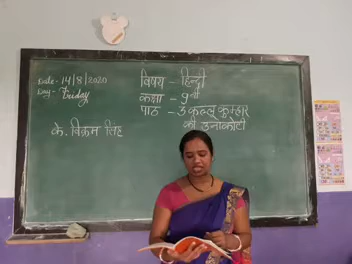 Date- 14/8/2020
Day- Friday
विषय - हिन्दी
कक्षा - 9वीं
पाठ - 3 कल्लू कुम्हार
की उनाकोटी
के. विक्रम सिंह